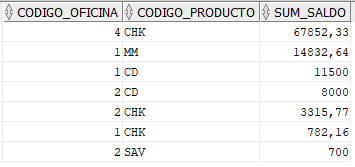 CODIGO_OFICINA CODIGO_PRODUCTO SUM_SALDO
4 CHK 67852,33
1 MM 14832,64
1 CD 11500
2 CD 8000
2 CHK 3315,77
1 CHK 782,16
2 SAV 700